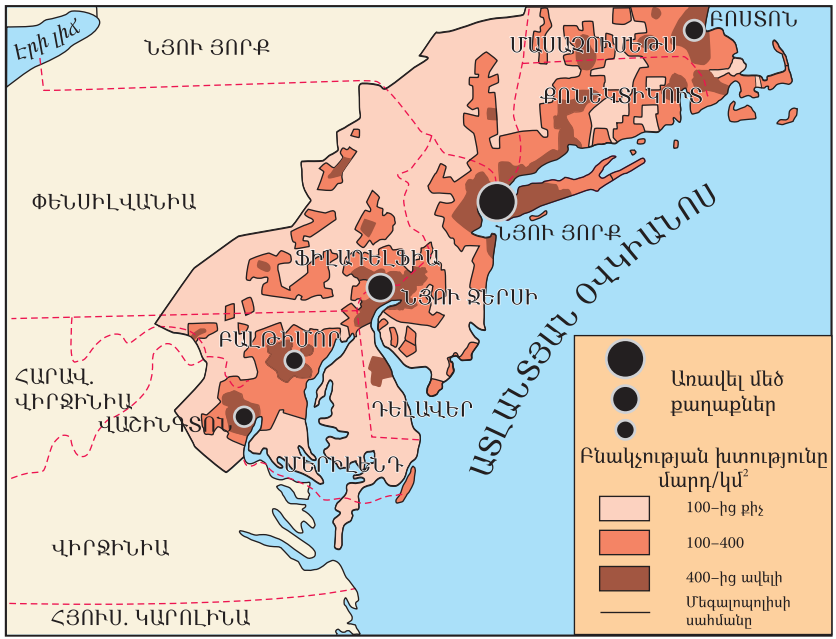 Էրի լիճ
ՆՅՈՒ ՅՈՐՔ
ԲՈՍՏՈՆ
ՄԱՍԱՉՈՒՍԵԹՍ
ՔՈՆԵԿՏԻԿՈՒՏ
ՓԵՆՍԻԼՎԱՆԻԱ
ՆՅՈՒ ՅՈՐՔ
ՖԻԼԱԴԵԼՖԻԱ
ՆՅՈՒ ՋԵՐՍԻ
ԱՏԼԱՆՏՅԱՆ ՕՎԿԻԱՆՈՍ
ԲԱԼԹԻՄՈՐ
ՀԱՐԱՎ.
ՎԻՐՋԻՆԻԱ
ՎԱՇԻՆԳՏՈՆ
ԴԵԼԱՎԵՐ
ՄԵՐԻԼԵՆԴ
ՎԻՐՋԻՆԻԱ
ՀՅՈՒՍ. ԿԱՐՈԼԻՆԱ
Առավել մեծ
քաղաքներ
Բնակչության խտությունը
մարդ/կմ²
100–ից քիչ
100–400
400–ից ավելի
Մեգալոպոլիսի
սահմանը